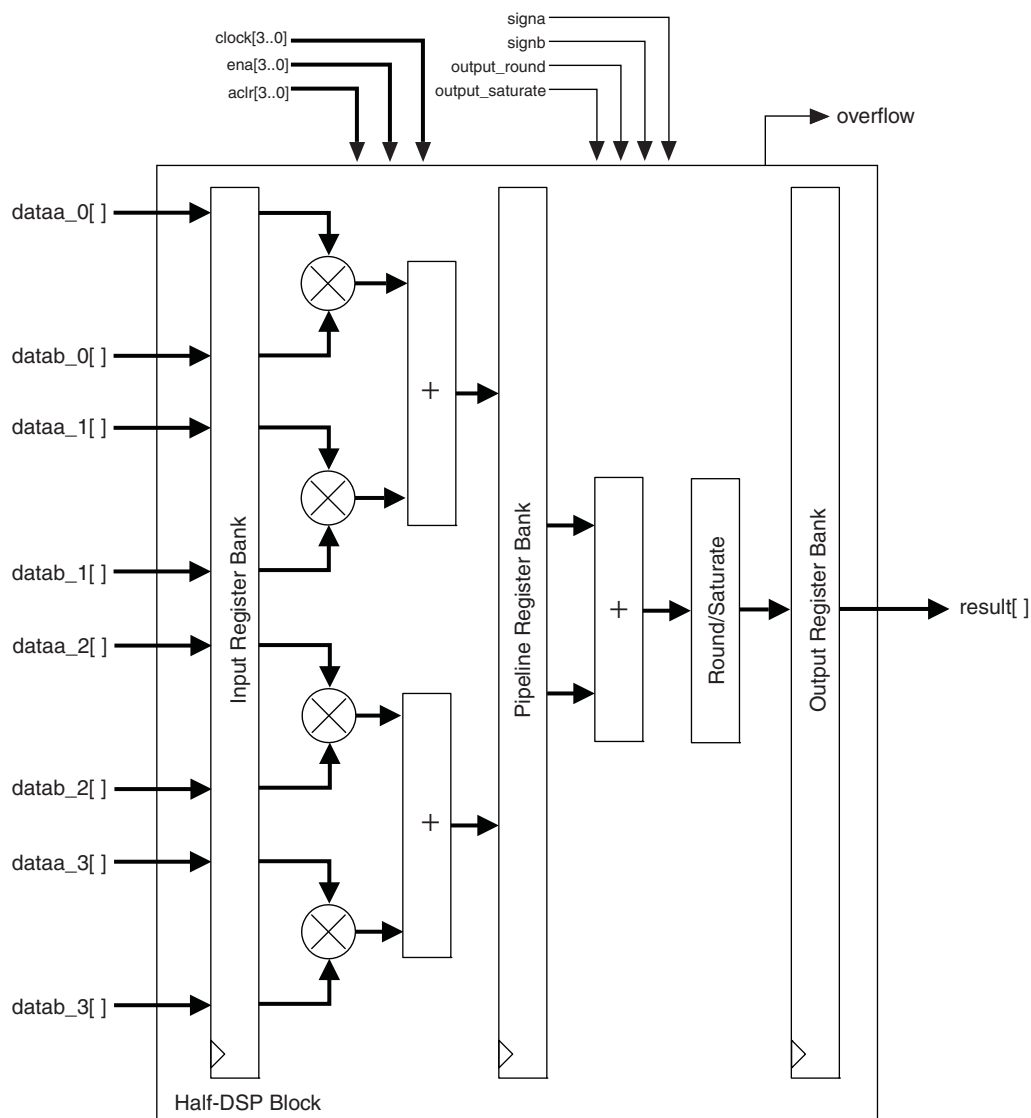 signa
clock[3..0]
signb
ena[3..0]
output_round
aclr[3..0]
output_saturate
overflow
dataa_0[ ]
datab_0[ ]
+
dataa_1[ ]
datab_1[ ]
Input Register Bank
Pipeline Register Bank
+
Round/Saturate
Output Register Bank
result[ ]
dataa_2[ ]
datab_2[ ]
+
dataa_3[ ]
datab_3[ ]
Half-DSP Block